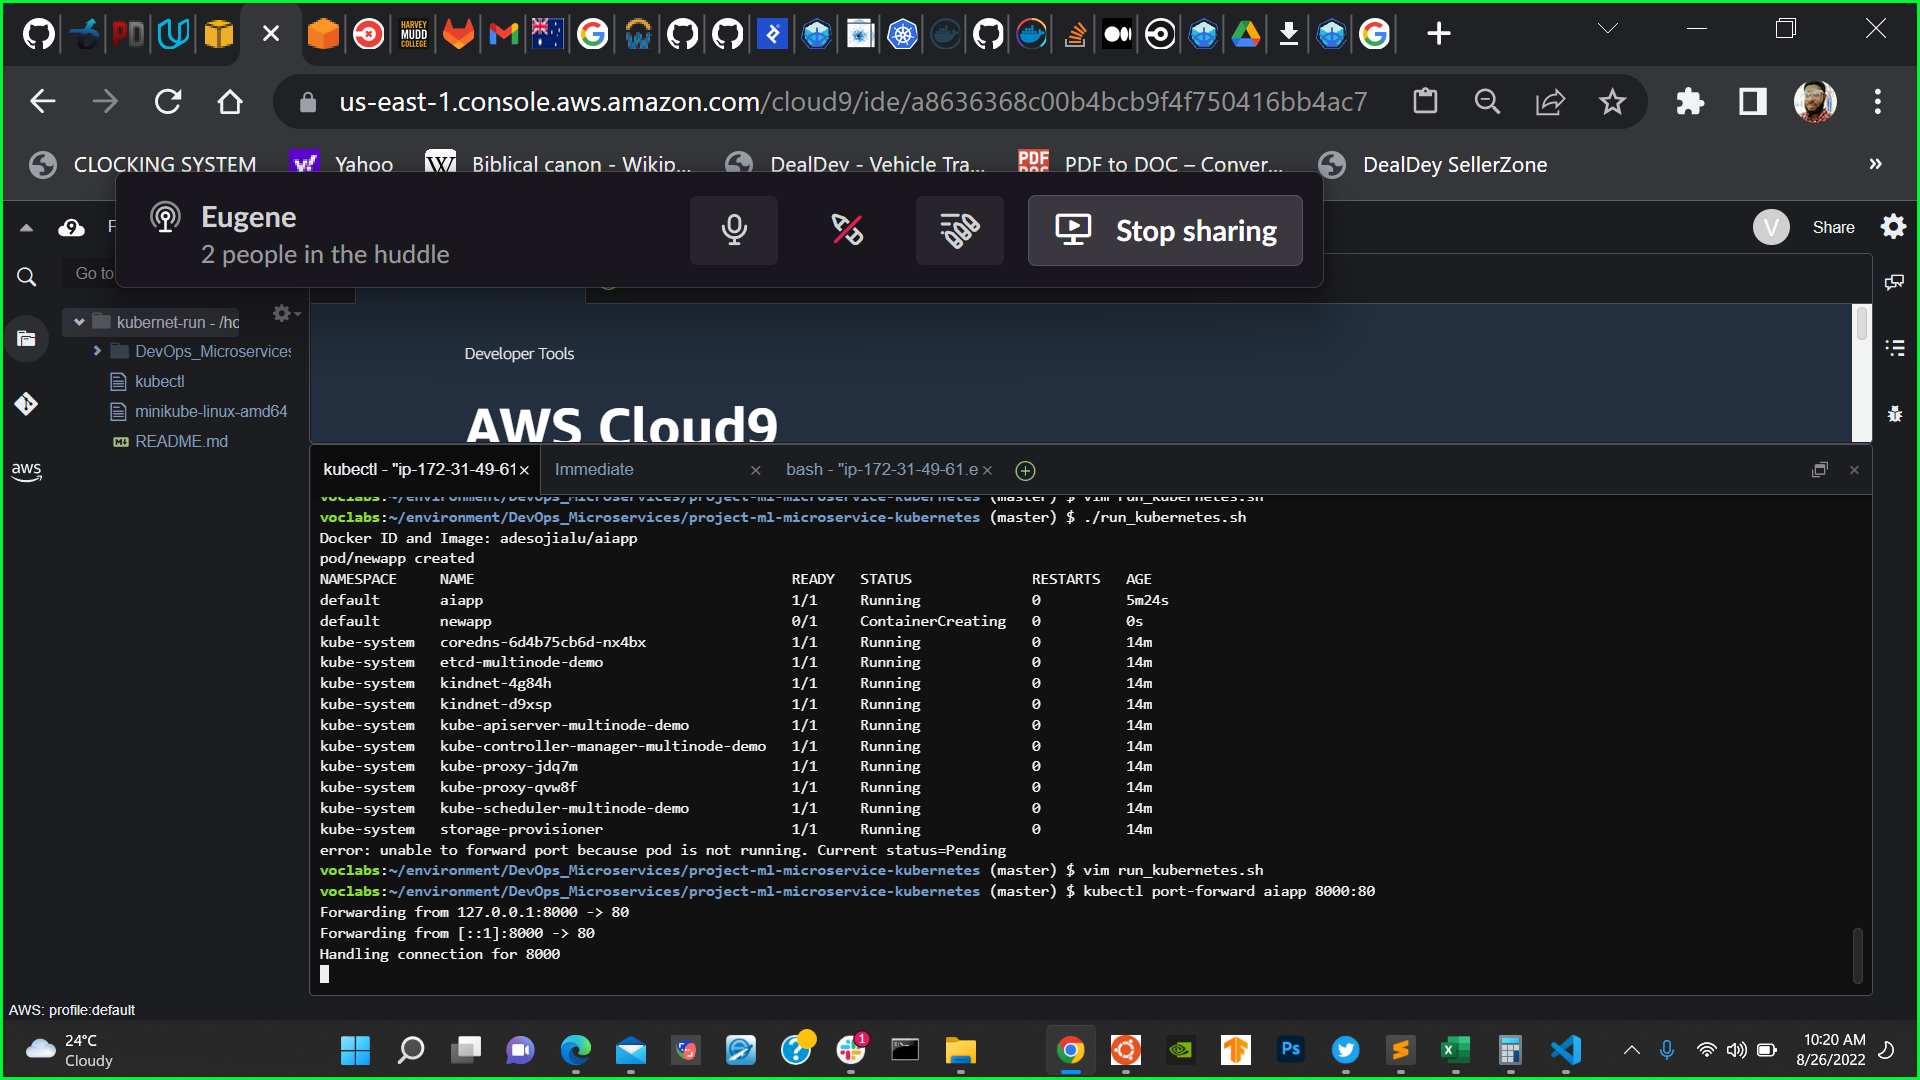 HARVEY
MUDD
COLLEGE
us-east-1.console.aws.amazon.com/cloud9/ide/a8636368c00b4bcb9f4f750416bb4ac7
CLOCKING SYSTEM
Yahoo
Biblical canon - Wikip...
DealDey - Vehicle Tra...
PDF to DOC – Conver...
DealDey SellerZone
»
Eugene
2 people in the huddle
Stop sharing
F
V
Share
Go to
kubernet-run - /ho
DevOps_Microservices
kubectl
minikube-linux-amd64
README.md
aws
Developer Tools
AWS Cloud9
kubectl - "ip-172-31-49-61
Immediate
bash - "ip-172-31-49-61.e
voclabs:~/environment/DevOps_Microservices/project-ml-microservice-kubernetes (master) $ vim run_kubernetes.sh
voclabs:~/environment/DevOps_Microservices/project-ml-microservice-kubernetes (master) $ ./run_kubernetes.sh
Docker ID and Image: adesojialu/aiapp
pod/newapp created
NAMESPACE NAME READY STATUS RESTARTS AGE
default aiapp 1/1 Running 0 5m24s
default newapp 0/1 ContainerCreating 0 0s
kube-system coredns-6d4b75cb6d-nx4bx 1/1 Running 0 14m
kube-system etcd-multinode-demo 1/1 Running 0 14m
kube-system kindnet-4g84h 1/1 Running 0 14m
kube-system kindnet-d9xsp 1/1 Running 0 14m
kube-system kube-apiserver-multinode-demo 1/1 Running 0 14m
kube-system kube-controller-manager-multinode-demo 1/1 Running 0 14m
kube-system kube-proxy-jdq7m 1/1 Running 0 14m
kube-system kube-proxy-qvw8f 1/1 Running 0 14m
kube-system kube-scheduler-multinode-demo 1/1 Running 0 14m
kube-system storage-provisioner 1/1 Running 0 14m
error: unable to forward port because pod is not running. Current status=Pending
voclabs:~/environment/DevOps_Microservices/project-ml-microservice-kubernetes (master) $ vim run_kubernetes.sh
voclabs:~/environment/DevOps_Microservices/project-ml-microservice-kubernetes (master) $ kubectl port-forward aiapp 8000:80
Forwarding from 127.0.0.1:8000 -> 80
Forwarding from [::1]:8000 -> 80
Handling connection for 8000
AWS: profile:default
24°C
Cloudy
1
Ps
10:20 AM
8/26/2022